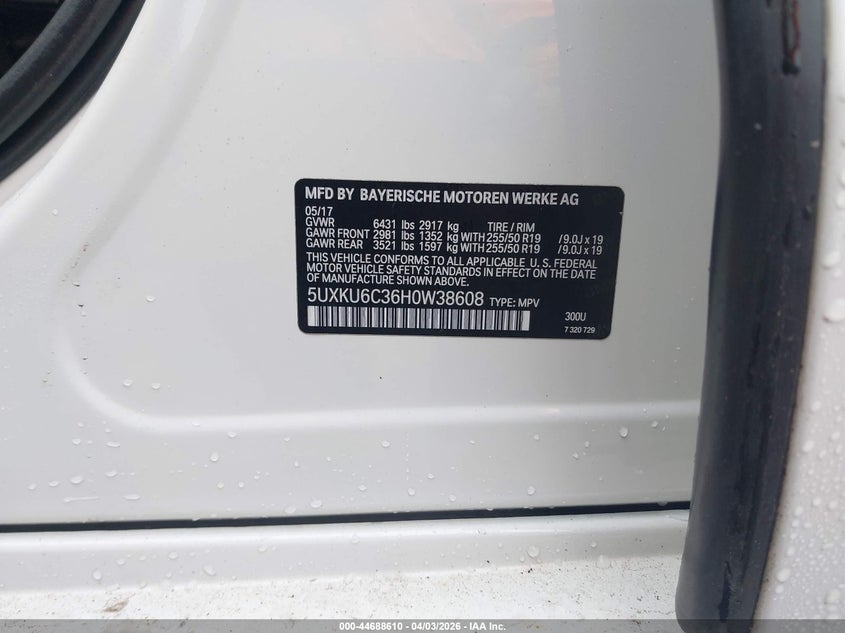 MFD BY BAYERISCHE MOTOREN WERKE AG
05/17
GVWR 6431 lbs 2917 kg TIRE / RIM
GAWR FRONT 2981 lbs 1352 kg WITH 255/50 R19 /9.0J x 19
GAWR REAR 3521 lbs 1597 kg WITH 255/50 R19 /9.0J x 19
THIS VEHICLE CONFORMS TO ALL APPLICABLE U. S. FEDERAL
MOTOR VEHICLE SAFETY STANDARDS IN EFFECT ON THE DATE
OF MANUFACTURE SHOWN ABOVE.
5UXKU6C36H0W38608 TYPE: MPV
300U
7 320 729
000-44688610 - 04/03/2026 - IAA Inc.